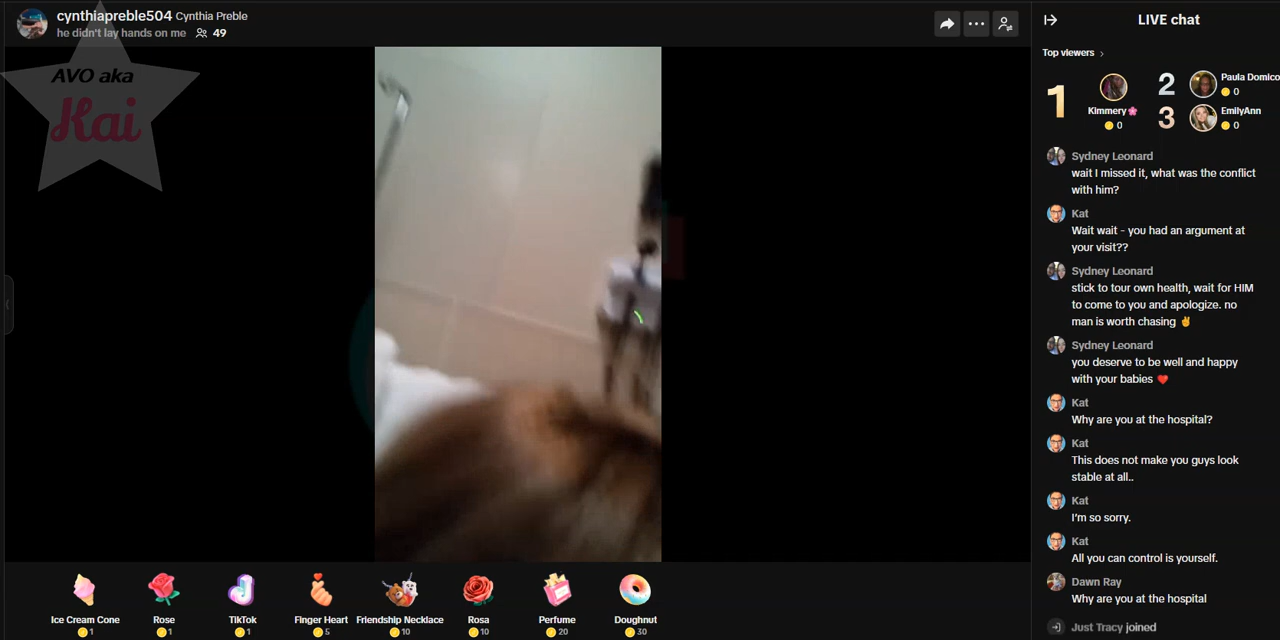 cynthiapreble504 Cynthia Preble
he didn't lay hands on me 49
AVO aka
Kai
LIVE chat
Top viewers
1
Kimmery
0
2
Paula Domico
0
3
EmilyAnn
0
Sydney Leonard
wait I missed it, what was the conflict
with him?
Kat
Wait wait - you had an argument at
your visit??
Sydney Leonard
stick to tour own health, wait for HIM
to come to you and apologize. no
man is worth chasing ✌️
Sydney Leonard
you deserve to be well and happy
with your babies ❤️
Kat
Why are you at the hospital?
Kat
This does not make you guys look
stable at all..
Kat
I'm so sorry.
Kat
All you can control is yourself.
Dawn Ray
Why are you at the hospital
Just Tracy joined
Ice Cream Cone
1
Rose
1
TikTok
1
Finger Heart
5
Friendship Necklace
10
Rosa
10
Perfume
20
Doughnut
30